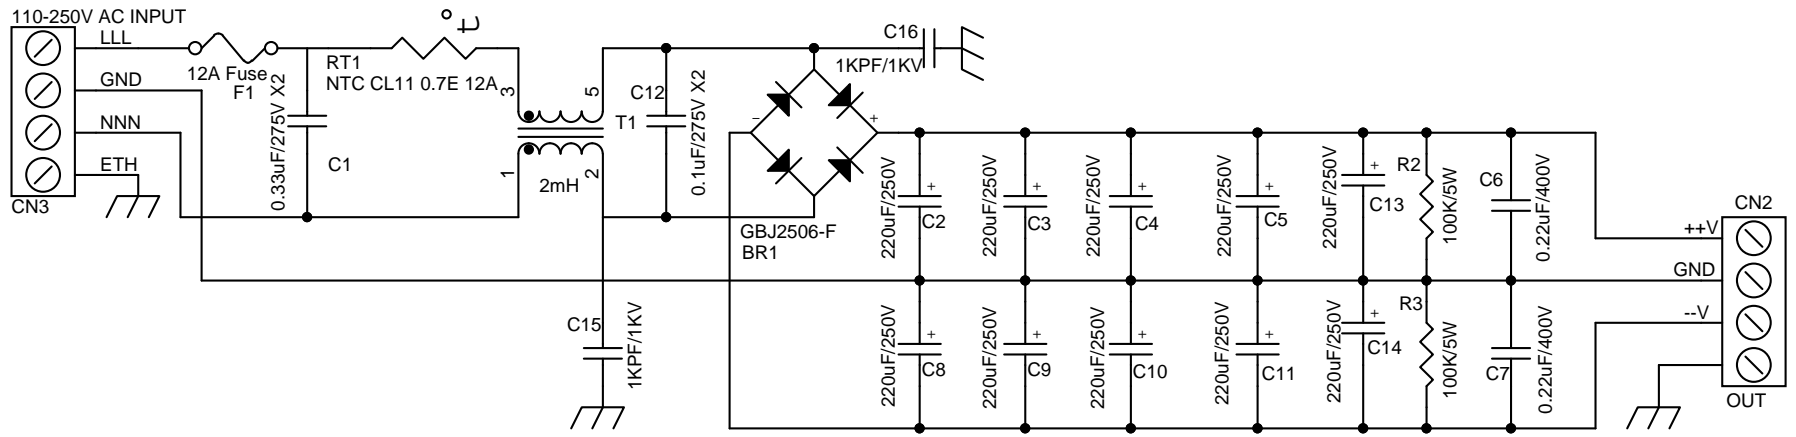 110-250V AC INPUT
LLL
GND
NNN
ETH
CN3
12A Fuse
F1
0.33uF/275V X2
C1
t°
RT1
NTC CL11 0.7E 12A
3
5
1
2
T1
2mH
C12
0.1uF/275V X2
C16
1KPF/1KV
-
+
GBJ2506-F
BR1
C15
1KPF/1KV
220uF/250V
+
C2
220uF/250V
+
C3
220uF/250V
+
C4
220uF/250V
+
C5
220uF/250V
+
C13
R2
100K/5W
C6
0.22uF/400V
220uF/250V
+
C8
220uF/250V
+
C9
220uF/250V
+
C10
220uF/250V
+
C11
220uF/250V
+
C14
R3
100K/5W
C7
0.22uF/400V
CN2
++V
GND
--V
OUT